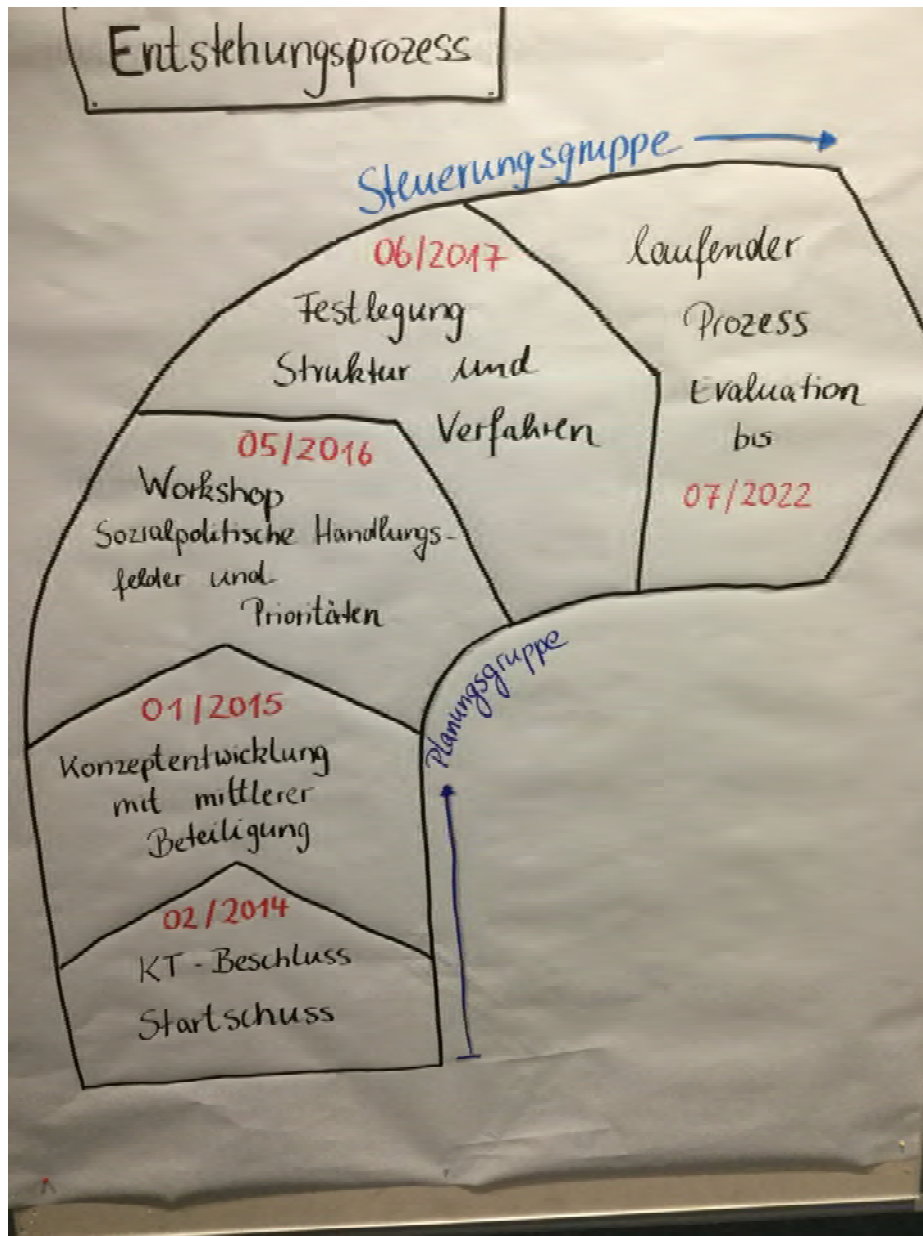 Entstehungsprozess
Steuerungsgruppe
06/2017
Festlegung
Struktur und
Verfahren
laufender
Prozess
Evaluation
bis
07/2022
05/2016
Workshop
Sozialpolitische Handlungs-
felder und
Prioritäten
Planungsgruppe
01/2015
Konzeptentwicklung
mit mittlerer
Beteiligung
02/2014
KT-Beschluss
Startschuss